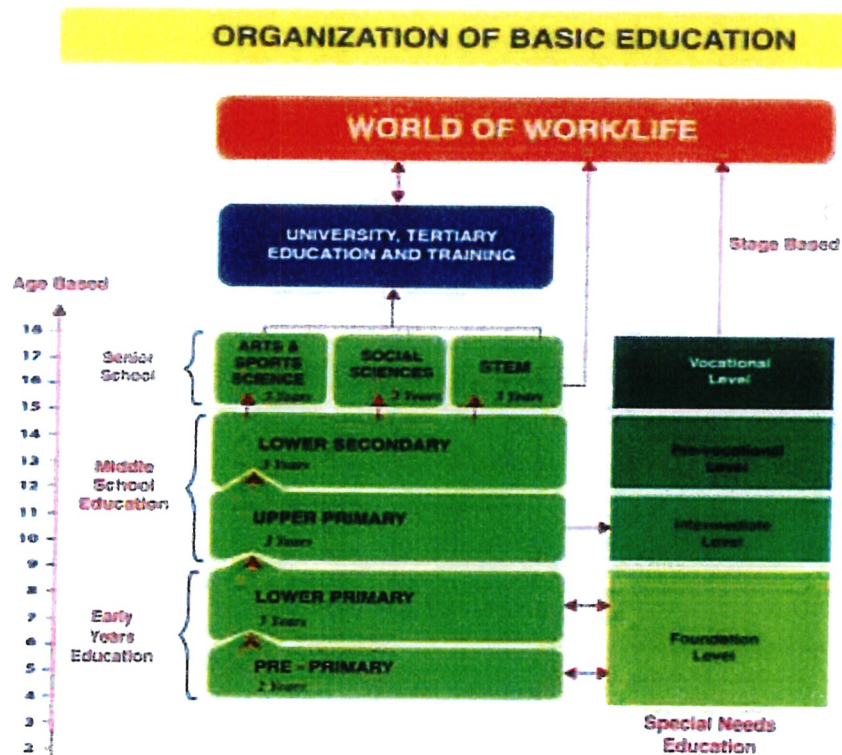 ORGANIZATION OF BASIC EDUCATION
WORLD OF WORK/LIFE
UNIVERSITY, TERTIARY
EDUCATION AND TRAINING
Stage Based
Age Based
18
17
16
15
14
13
12
11
10
9
8
7
6
5
4
3
2
Senior
School
ARTS &
SPORTS
SCIENCE
3 Years
SOCIAL
SCIENCES
3 Years
STEM
3 Years
Vocational
Level
Middle
School
Education
LOWER SECONDARY
3 Years
Pre-vocational
Level
UPPER PRIMARY
3 Years
Intermediate
Level
Early
Years
Education
LOWER PRIMARY
3 Years
PRE - PRIMARY
2 Years
Foundation
Level
Special Needs
Education